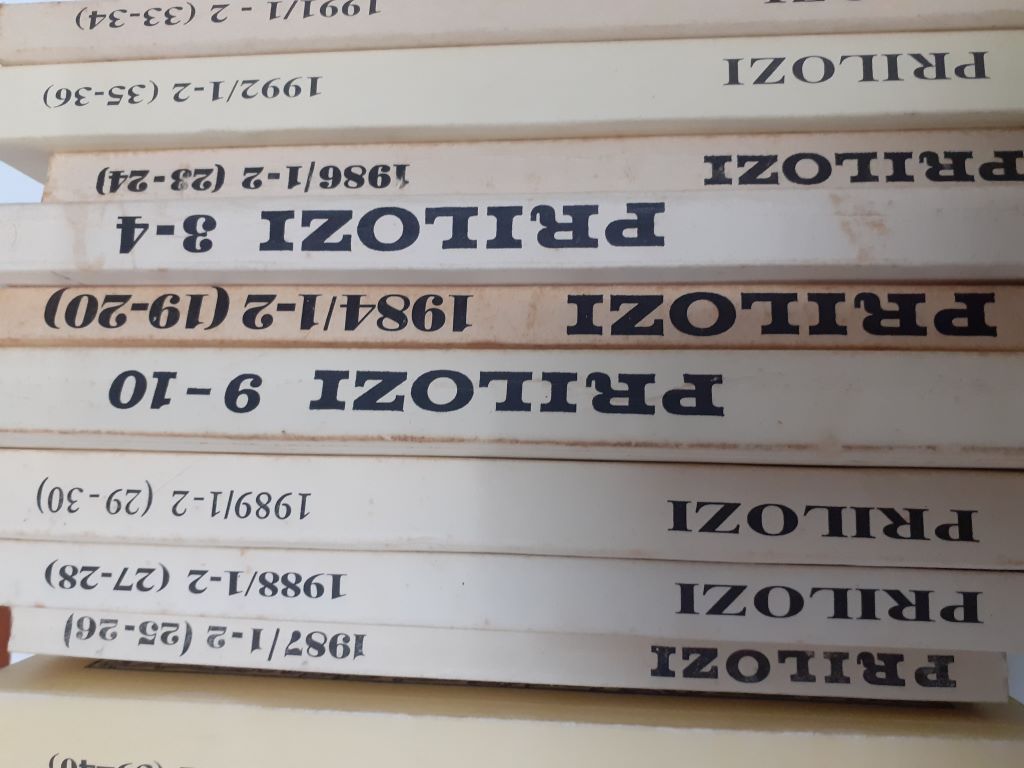 PRILOZI 1991/1 - 2 (33-34)
PRILOZI 1992/1-2 (35-36)
PRILOZI 1986/1-2 (23-24)
PRILOZI 3-4
PRILOZI 1984/1-2 (19-20)
PRILOZI 9-10
PRILOZI 1989/1-2 (29-30)
PRILOZI 1988/1-2 (27-28)
PRILOZI 1987/1-2 (25-26)